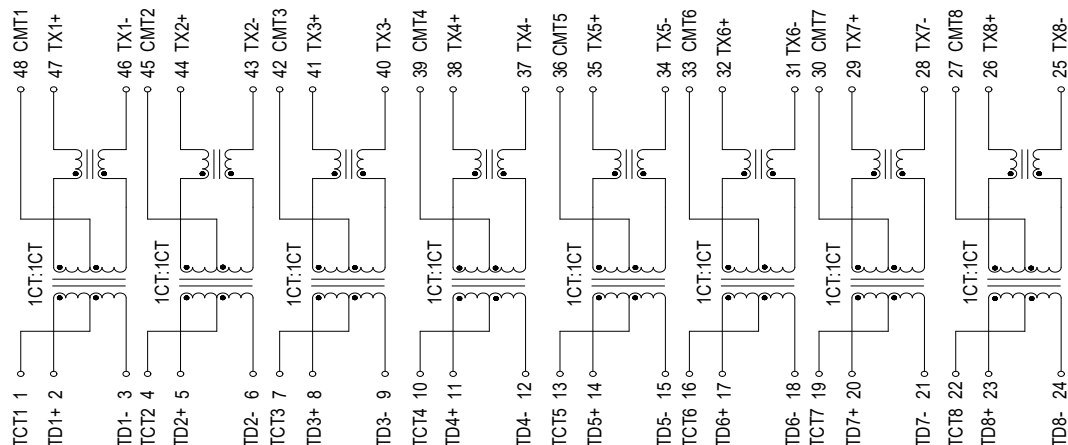 48 CMT1
47 TX1+
46 TX1-
45 CMT2
44 TX2+
43 TX2-
42 CMT3
41 TX3+
40 TX3-
39 CMT4
38 TX4+
37 TX4-
36 CMT5
35 TX5+
34 TX5-
33 CMT6
32 TX6+
31 TX6-
30 CMT7
29 TX7+
28 TX7-
27 CMT8
26 TX8+
25 TX8-
1CT:1CT
1CT:1CT
1CT:1CT
1CT:1CT
1CT:1CT
1CT:1CT
1CT:1CT
1CT:1CT
TCT1 1
TD1+ 2
TD1- 3
TCT2 4
TD2+ 5
TD2- 6
TCT3 7
TD3+ 8
TD3- 9
TCT4 10
TD4+ 11
TD4- 12
TCT5 13
TD5+ 14
TD5- 15
TCT6 16
TD6+ 17
TD6- 18
TCT7 19
TD7+ 20
TD7- 21
TCT8 22
TD8+ 23
TD8- 24